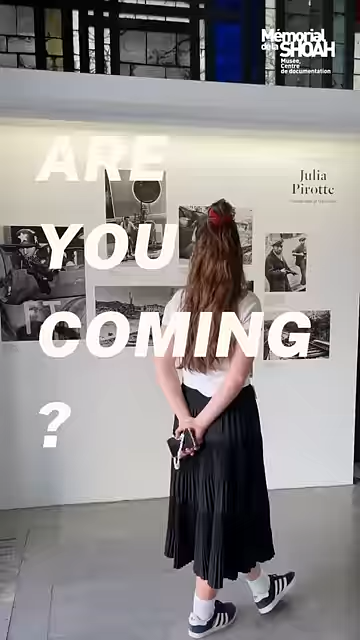 Mémorial
de la SHOAH
Musée,
Centre
de documentation
ARE
YOU
COMING
?
Julia
Pirotte